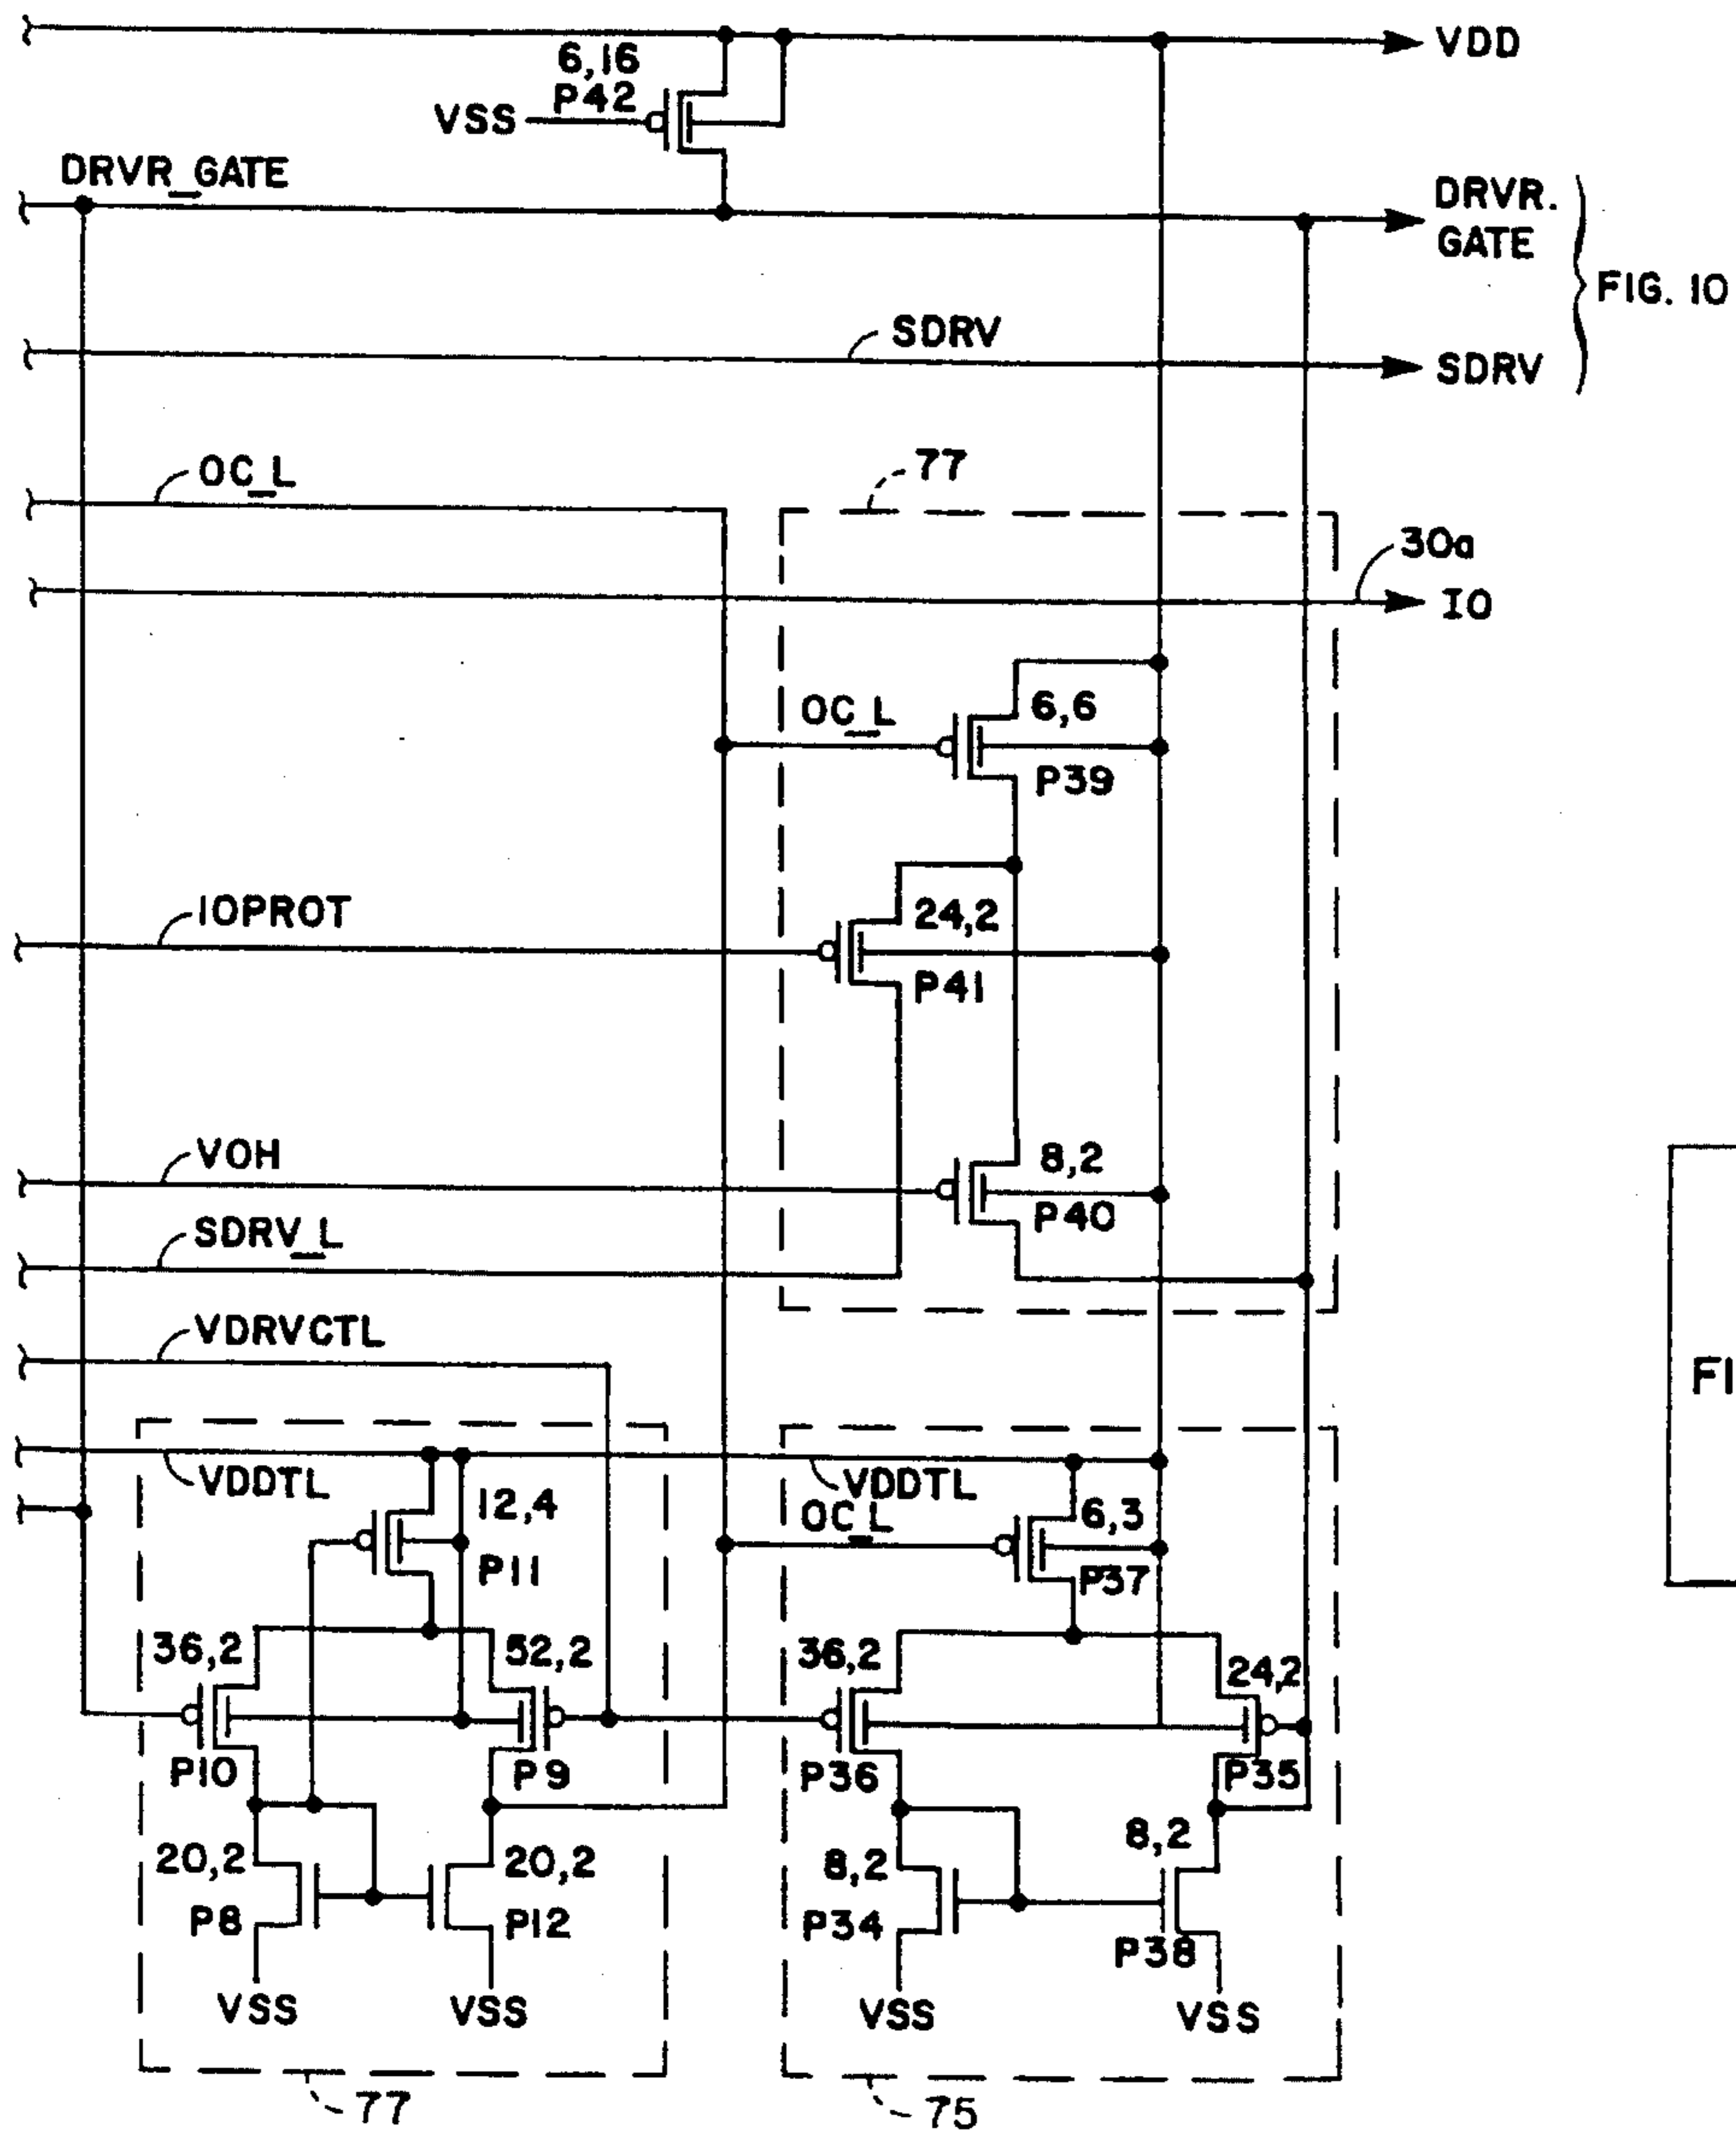 VDD
6,16
P42
VSS
DRVR_GATE
DRVR.
GATE
FIG. 10
SDRV
SDRV
OC_L
77
30a
IO
OC_L
6,6
P39
IOPROT
24,2
P41
VOH
8,2
P40
SDRV_L
VDRVCTL
FI
VDDTL
VDDTL
12,4
P11
OC_L
6,3
P37
36,2
52,2
36,2
24,2
P10
P9
P36
P35
20,2
20,2
8,2
8,2
P8
P12
P34
P38
VSS
VSS
VSS
VSS
77
75